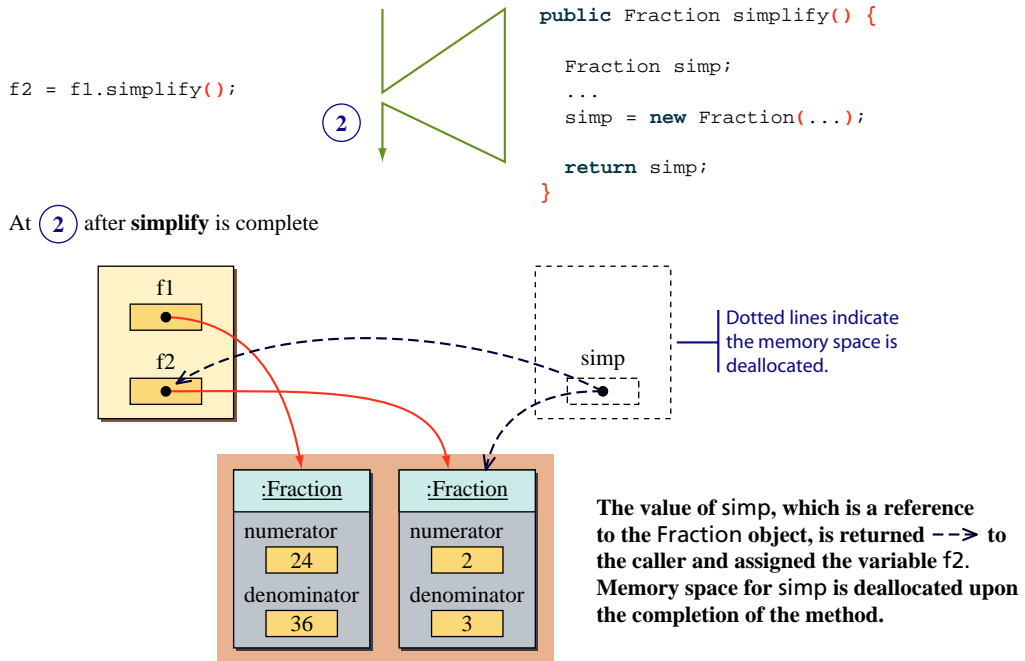 public Fraction simplify() {
Fraction simp;
...
simp = new Fraction(...);
return simp;
}
f2 = f1.simplify();
2
At 2 after simplify is complete
f1
f2
simp
Dotted lines indicate
the memory space is
deallocated.
:Fraction
numerator
24
denominator
36
:Fraction
numerator
2
denominator
3
The value of simp, which is a reference
to the Fraction object, is returned --> to
the caller and assigned the variable f2.
Memory space for simp is deallocated upon
the completion of the method.